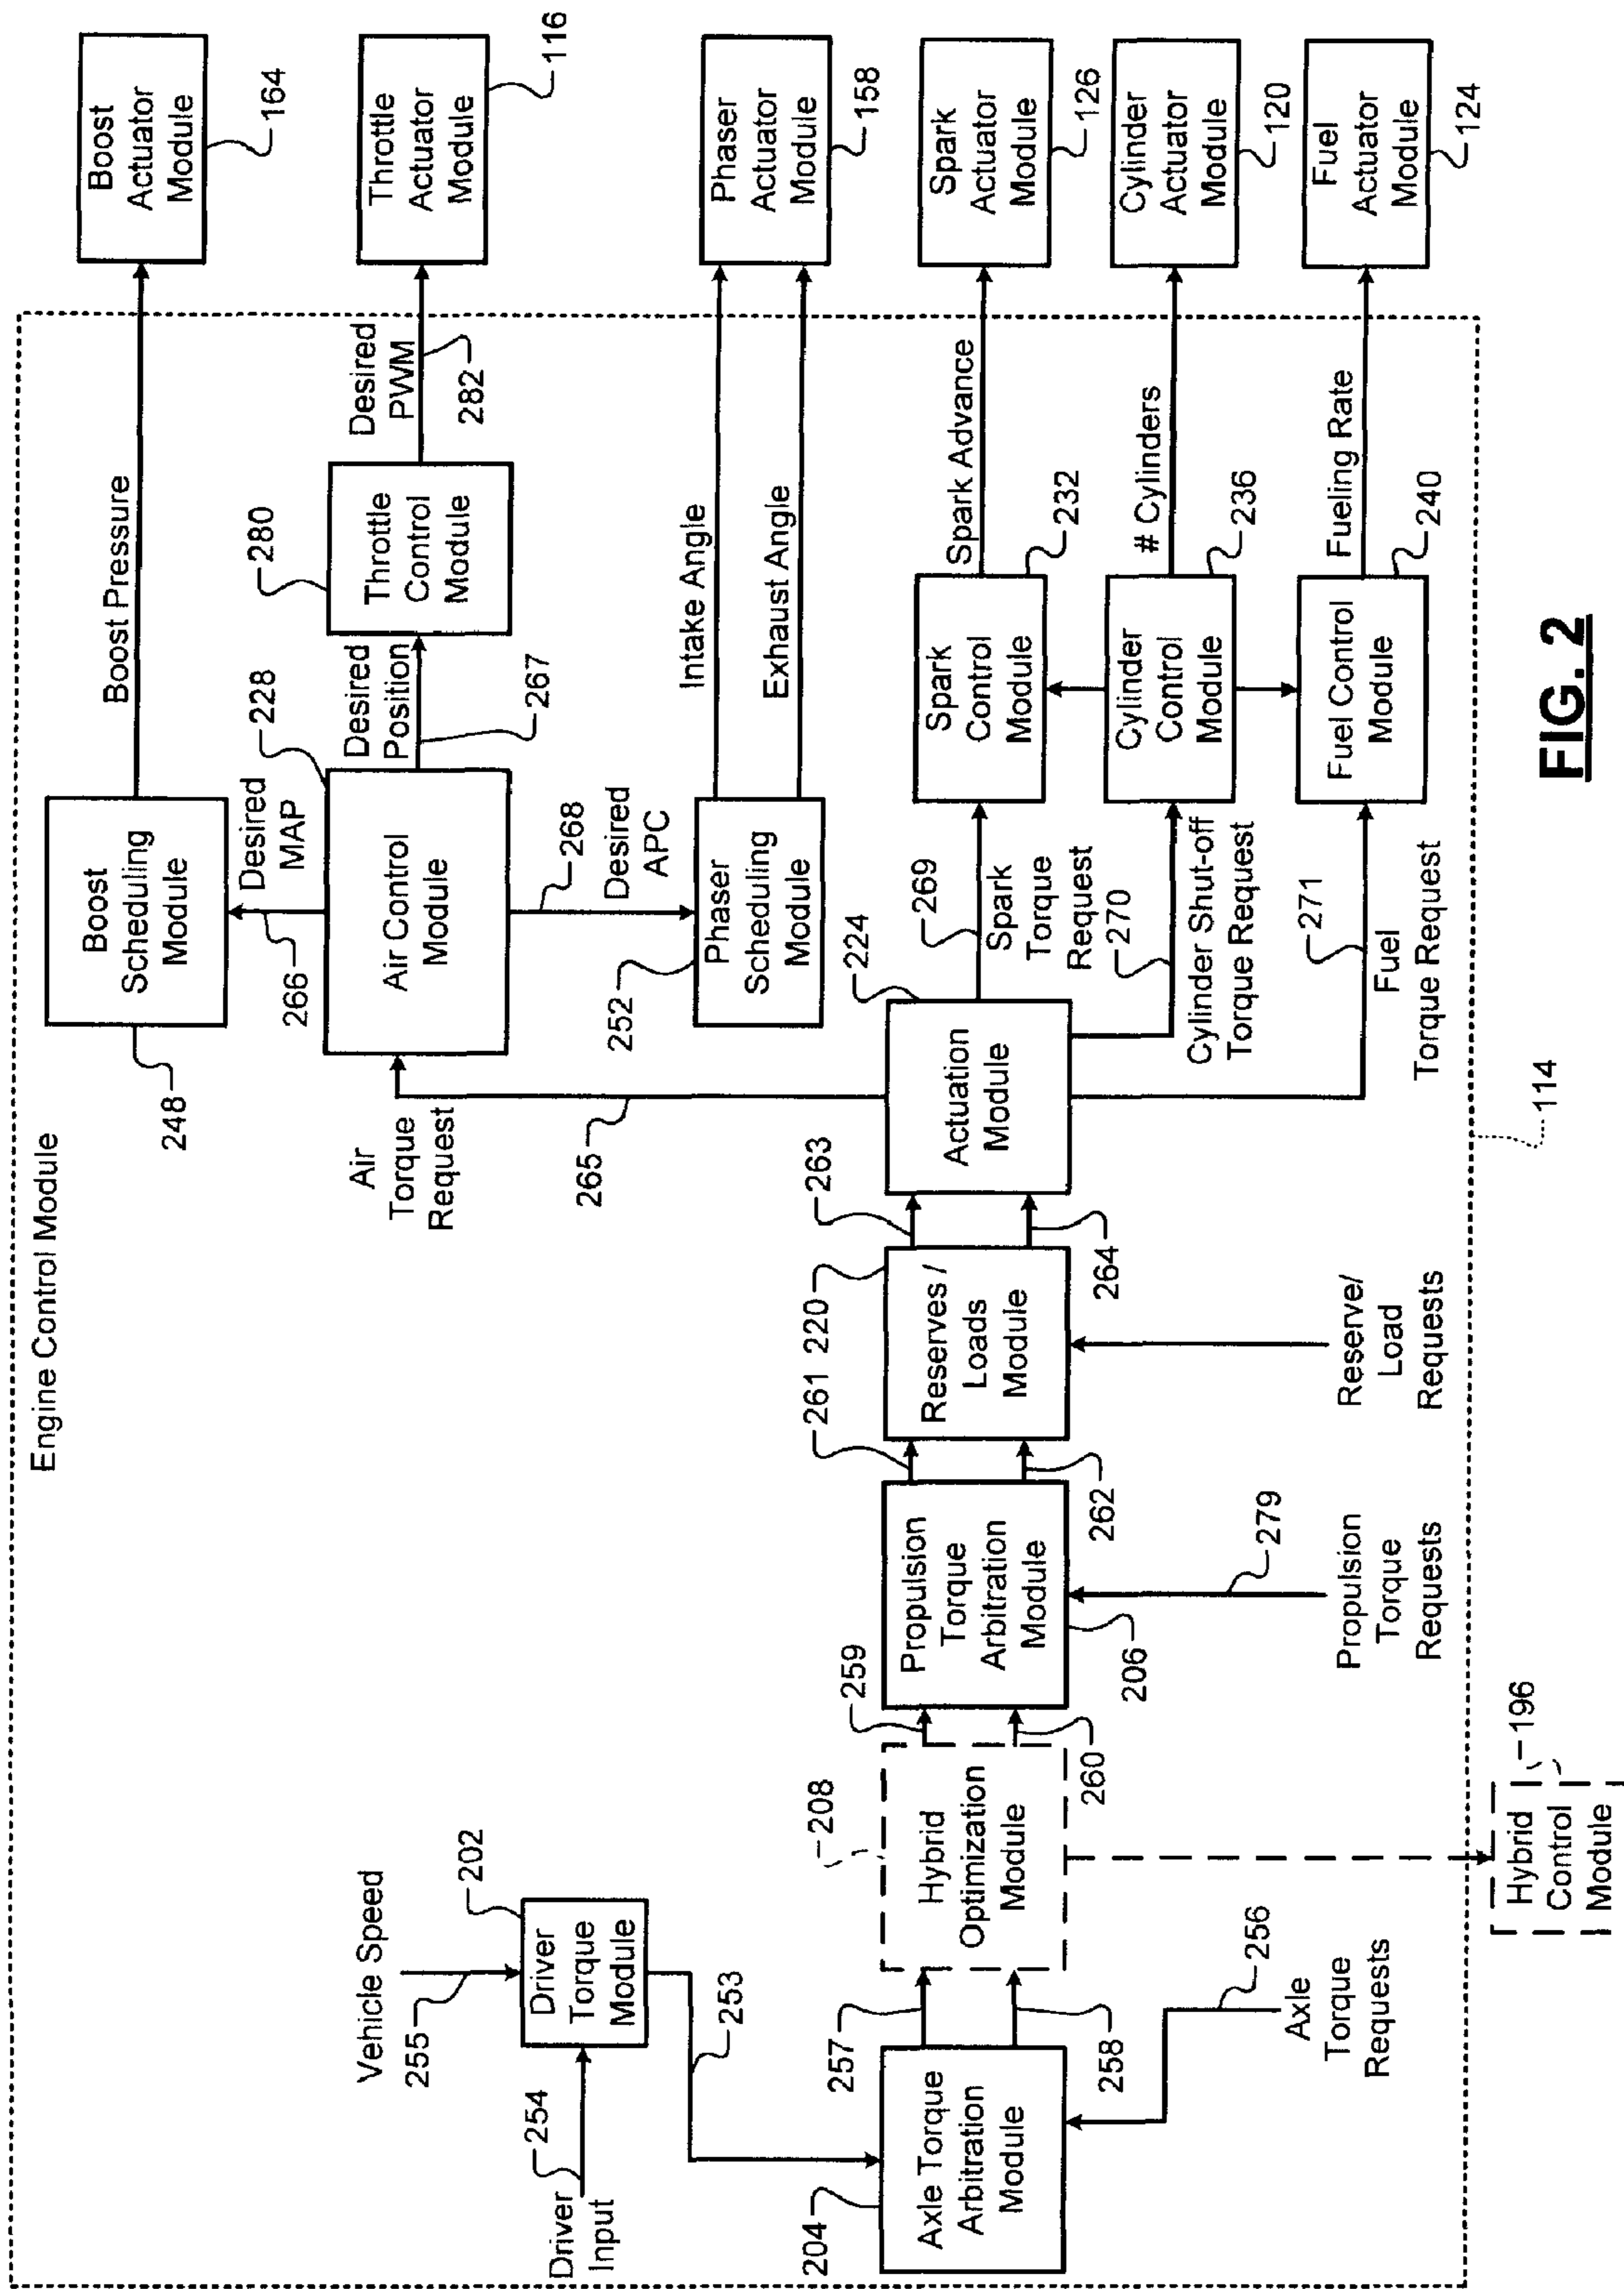 Engine Control Module
Boost
Scheduling
Module
248
Boost Pressure
Boost
Actuator
Module
164
266
Desired
MAP
228
Air
Torque
Request
265
Air Control
Module
Desired
Position
267
280
Throttle
Control
Module
Desired
PWM
282
Throttle
Actuator
Module
116
268
Desired
APC
252
Phaser
Scheduling
Module
Intake Angle
Exhaust Angle
Phaser
Actuator
Module
158
Vehicle Speed
255
202
Driver
Input
254
Driver
Torque
Module
253
204
Axle Torque
Arbitration
Module
257
258
256
Axle
Torque
Requests
208
Hybrid
Optimization
Module
259
260
196
Hybrid
Control
Module
Propulsion
Torque
Arbitration
Module
206
279
Propulsion
Torque
Requests
261
262
220
Reserves /
Loads
Module
263
264
Reserve/
Load
Requests
224
Actuation
Module
269
Spark
Torque
Request
270
Cylinder Shut-off
Torque Request
271
Fuel
Torque Request
Spark
Control
Module
232
Spark Advance
Spark
Actuator
Module
126
Cylinder
Control
Module
236
# Cylinders
Cylinder
Actuator
Module
120
Fuel Control
Module
240
Fueling Rate
Fuel
Actuator
Module
124
114
FIG. 2